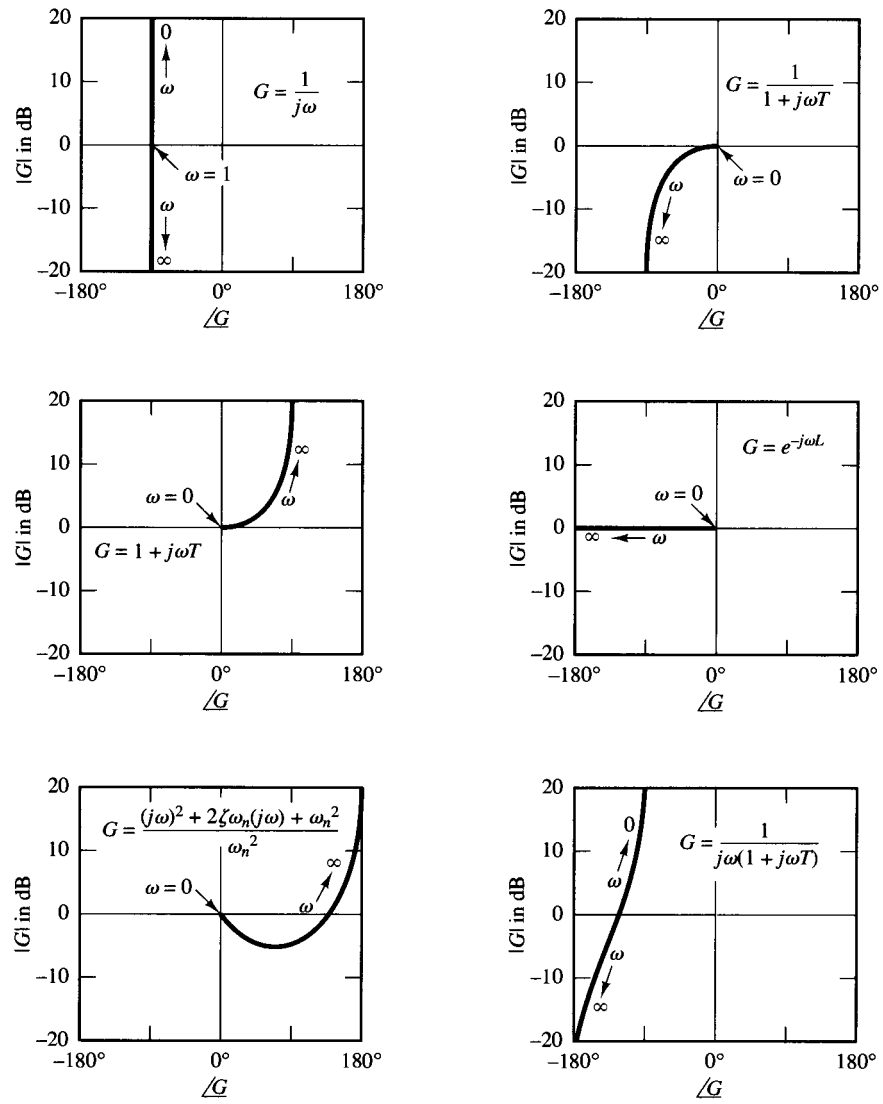 20
10
0
−10
−20
|G| in dB
0
ω
G = 1/jω
ω = 1
ω
∞
−180° 0° 180°
/G
20
10
0
−10
−20
|G| in dB
G = 1/(1 + jωT)
ω = 0
ω
∞
−180° 0° 180°
/G
20
10
0
−10
−20
|G| in dB
∞
ω
ω = 0
G = 1 + jωT
−180° 0° 180°
/G
20
10
0
−10
−20
|G| in dB
G = e^{−jωL}
ω = 0
∞ ω
−180° 0° 180°
/G
20
10
0
−10
−20
|G| in dB
G = ((jω)² + 2ζωₙ(jω) + ωₙ²)/ωₙ²
∞
ω = 0
ω
−180° 0° 180°
/G
20
10
0
−10
−20
|G| in dB
0
G = 1/(jω(1 + jωT))
ω
ω
∞
−180° 0° 180°
/G